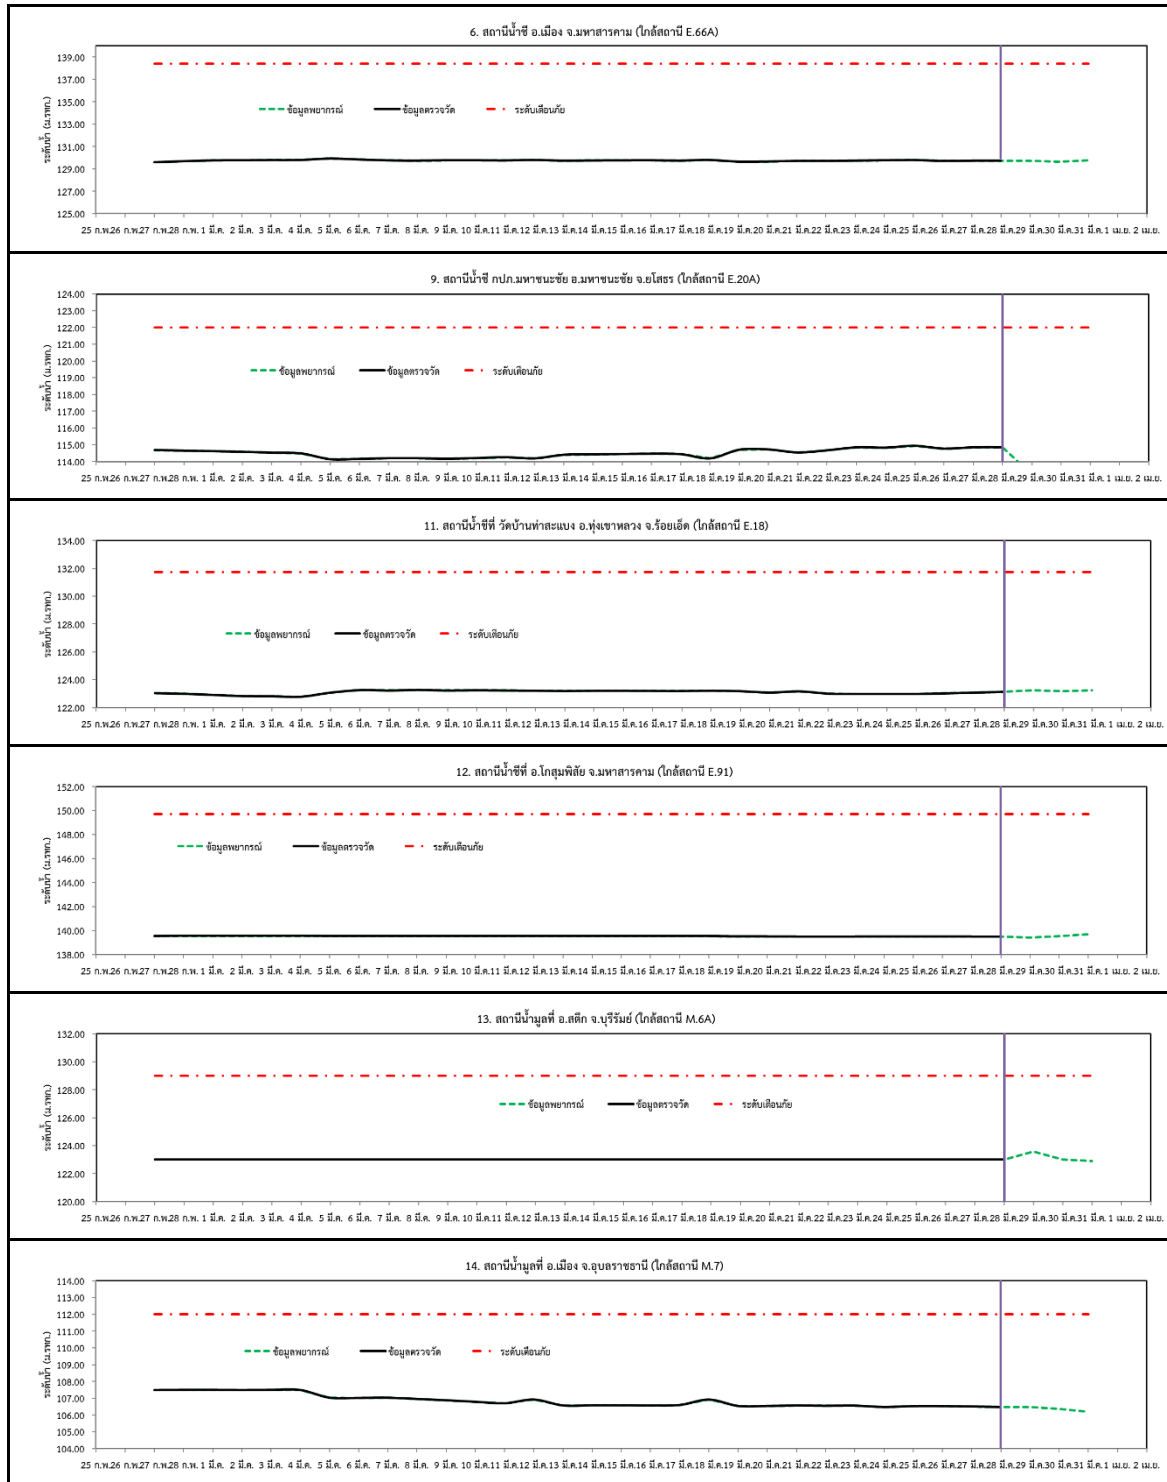 6. สถานีน้ำชี อ.เมือง จ.มหาสารคาม (ใกล้สถานี E.66A)
ระดับน้ำ (ม.รทก.)
139.00
137.00
135.00
133.00
131.00
129.00
127.00
125.00
ข้อมูลพยากรณ์ ข้อมูลตรวจวัด ระดับเตือนภัย
25 ก.พ. 26 ก.พ. 27 ก.พ. 28 ก.พ. 1 มี.ค. 2 มี.ค. 3 มี.ค. 4 มี.ค. 5 มี.ค. 6 มี.ค. 7 มี.ค. 8 มี.ค. 9 มี.ค. 10 มี.ค. 11 มี.ค. 12 มี.ค. 13 มี.ค. 14 มี.ค. 15 มี.ค. 16 มี.ค. 17 มี.ค. 18 มี.ค. 19 มี.ค. 20 มี.ค. 21 มี.ค. 22 มี.ค. 23 มี.ค. 24 มี.ค. 25 มี.ค. 26 มี.ค. 27 มี.ค. 28 มี.ค. 29 มี.ค. 30 มี.ค. 31 มี.ค. 1 เม.ย. 2 เม.ย.
9. สถานีน้ำชี กปภ.มหาชนะชัย อ.มหาชนะชัย จ.ยโสธร (ใกล้สถานี E.20A)
ระดับน้ำ (ม.รทก.)
124.00
123.00
122.00
121.00
120.00
119.00
118.00
117.00
116.00
115.00
114.00
ข้อมูลพยากรณ์ ข้อมูลตรวจวัด ระดับเตือนภัย
25 ก.พ. 26 ก.พ. 27 ก.พ. 28 ก.พ. 1 มี.ค. 2 มี.ค. 3 มี.ค. 4 มี.ค. 5 มี.ค. 6 มี.ค. 7 มี.ค. 8 มี.ค. 9 มี.ค. 10 มี.ค. 11 มี.ค. 12 มี.ค. 13 มี.ค. 14 มี.ค. 15 มี.ค. 16 มี.ค. 17 มี.ค. 18 มี.ค. 19 มี.ค. 20 มี.ค. 21 มี.ค. 22 มี.ค. 23 มี.ค. 24 มี.ค. 25 มี.ค. 26 มี.ค. 27 มี.ค. 28 มี.ค. 29 มี.ค. 30 มี.ค. 31 มี.ค. 1 เม.ย. 2 เม.ย.
11. สถานีน้ำชีที่ วัดบ้านท่าสะแบง อ.ทุ่งเขาหลวง จ.ร้อยเอ็ด (ใกล้สถานี E.18)
ระดับน้ำ (ม.รทก.)
134.00
132.00
130.00
128.00
126.00
124.00
122.00
ข้อมูลพยากรณ์ ข้อมูลตรวจวัด ระดับเตือนภัย
25 ก.พ. 26 ก.พ. 27 ก.พ. 28 ก.พ. 1 มี.ค. 2 มี.ค. 3 มี.ค. 4 มี.ค. 5 มี.ค. 6 มี.ค. 7 มี.ค. 8 มี.ค. 9 มี.ค. 10 มี.ค. 11 มี.ค. 12 มี.ค. 13 มี.ค. 14 มี.ค. 15 มี.ค. 16 มี.ค. 17 มี.ค. 18 มี.ค. 19 มี.ค. 20 มี.ค. 21 มี.ค. 22 มี.ค. 23 มี.ค. 24 มี.ค. 25 มี.ค. 26 มี.ค. 27 มี.ค. 28 มี.ค. 29 มี.ค. 30 มี.ค. 31 มี.ค. 1 เม.ย. 2 เม.ย.
12. สถานีน้ำชีที่ อ.โกสุมพิสัย จ.มหาสารคาม (ใกล้สถานี E.91)
ระดับน้ำ (ม.รทก.)
152.00
150.00
148.00
146.00
144.00
142.00
140.00
138.00
ข้อมูลพยากรณ์ ข้อมูลตรวจวัด ระดับเตือนภัย
25 ก.พ. 26 ก.พ. 27 ก.พ. 28 ก.พ. 1 มี.ค. 2 มี.ค. 3 มี.ค. 4 มี.ค. 5 มี.ค. 6 มี.ค. 7 มี.ค. 8 มี.ค. 9 มี.ค. 10 มี.ค. 11 มี.ค. 12 มี.ค. 13 มี.ค. 14 มี.ค. 15 มี.ค. 16 มี.ค. 17 มี.ค. 18 มี.ค. 19 มี.ค. 20 มี.ค. 21 มี.ค. 22 มี.ค. 23 มี.ค. 24 มี.ค. 25 มี.ค. 26 มี.ค. 27 มี.ค. 28 มี.ค. 29 มี.ค. 30 มี.ค. 31 มี.ค. 1 เม.ย. 2 เม.ย.
13. สถานีน้ำมูลที่ อ.สตึก จ.บุรีรัมย์ (ใกล้สถานี M.6A)
ระดับน้ำ (ม.รทก.)
132.00
130.00
128.00
126.00
124.00
122.00
120.00
ข้อมูลพยากรณ์ ข้อมูลตรวจวัด ระดับเตือนภัย
25 ก.พ. 26 ก.พ. 27 ก.พ. 28 ก.พ. 1 มี.ค. 2 มี.ค. 3 มี.ค. 4 มี.ค. 5 มี.ค. 6 มี.ค. 7 มี.ค. 8 มี.ค. 9 มี.ค. 10 มี.ค. 11 มี.ค. 12 มี.ค. 13 มี.ค. 14 มี.ค. 15 มี.ค. 16 มี.ค. 17 มี.ค. 18 มี.ค. 19 มี.ค. 20 มี.ค. 21 มี.ค. 22 มี.ค. 23 มี.ค. 24 มี.ค. 25 มี.ค. 26 มี.ค. 27 มี.ค. 28 มี.ค. 29 มี.ค. 30 มี.ค. 31 มี.ค. 1 เม.ย. 2 เม.ย.
14. สถานีน้ำมูลที่ อ.เมือง จ.อุบลราชธานี (ใกล้สถานี M.7)
ระดับน้ำ (ม.รทก.)
114.00
113.00
112.00
111.00
110.00
109.00
108.00
107.00
106.00
105.00
104.00
ข้อมูลพยากรณ์ ข้อมูลตรวจวัด ระดับเตือนภัย
25 ก.พ. 26 ก.พ. 27 ก.พ. 28 ก.พ. 1 มี.ค. 2 มี.ค. 3 มี.ค. 4 มี.ค. 5 มี.ค. 6 มี.ค. 7 มี.ค. 8 มี.ค. 9 มี.ค. 10 มี.ค. 11 มี.ค. 12 มี.ค. 13 มี.ค. 14 มี.ค. 15 มี.ค. 16 มี.ค. 17 มี.ค. 18 มี.ค. 19 มี.ค. 20 มี.ค. 21 มี.ค. 22 มี.ค. 23 มี.ค. 24 มี.ค. 25 มี.ค. 26 มี.ค. 27 มี.ค. 28 มี.ค. 29 มี.ค. 30 มี.ค. 31 มี.ค. 1 เม.ย. 2 เม.ย.